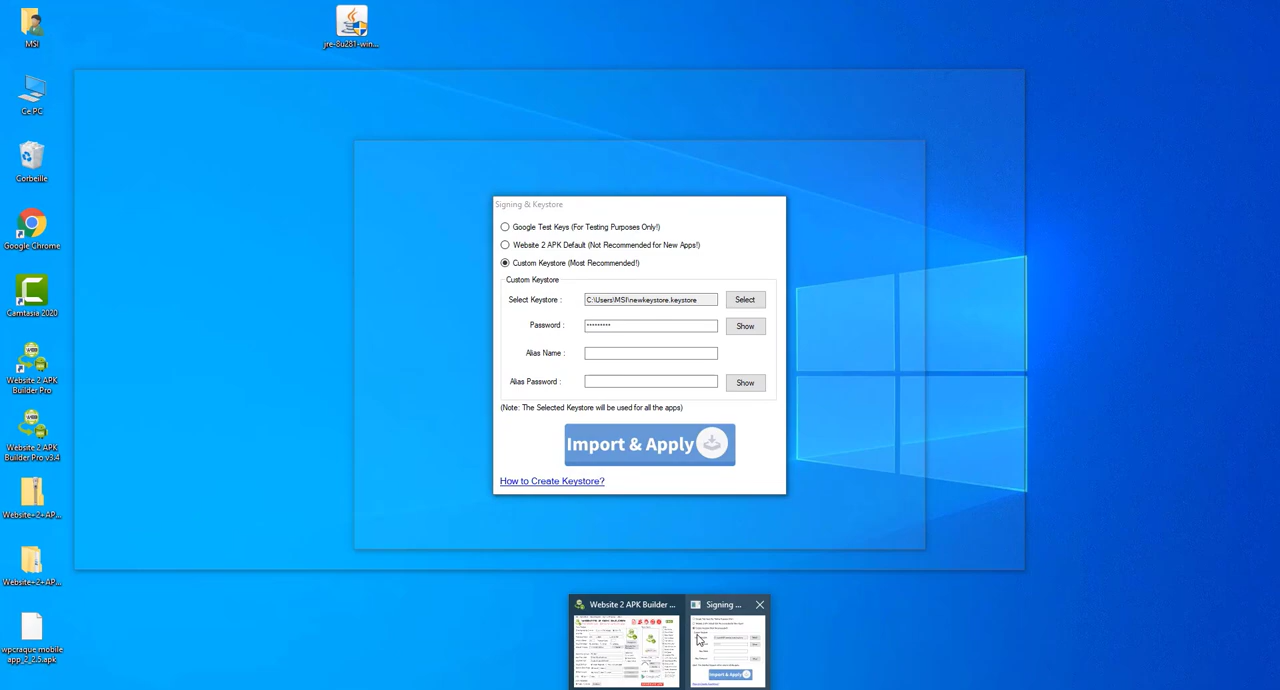 MSI
jre-8u281-win...
Ce PC
Corbeille
Google Chrome
Camtasia 2020
Website 2 APK
Builder Pro
Website 2 APK
Builder Pro v3.4
Website+2+AP...
Website+2+AP...
wpcraque mobile
app_2_2.5.apk
Signing & Keystore
Google Test Keys (For Testing Purposes Only!)
Website 2 APK Default (Not Recommended for New Apps!)
Custom Keystore (Most Recommended!)
Custom Keystore
Select Keystore : C:\Users\MSI\newkeystore.keystore Select
Password : ********* Show
Alias Name :
Alias Password : Show
(Note: The Selected Keystore will be used for all the apps)
Import & Apply
How to Create Keystore?
Website 2 APK Builder ... Signing ...
Import & Apply